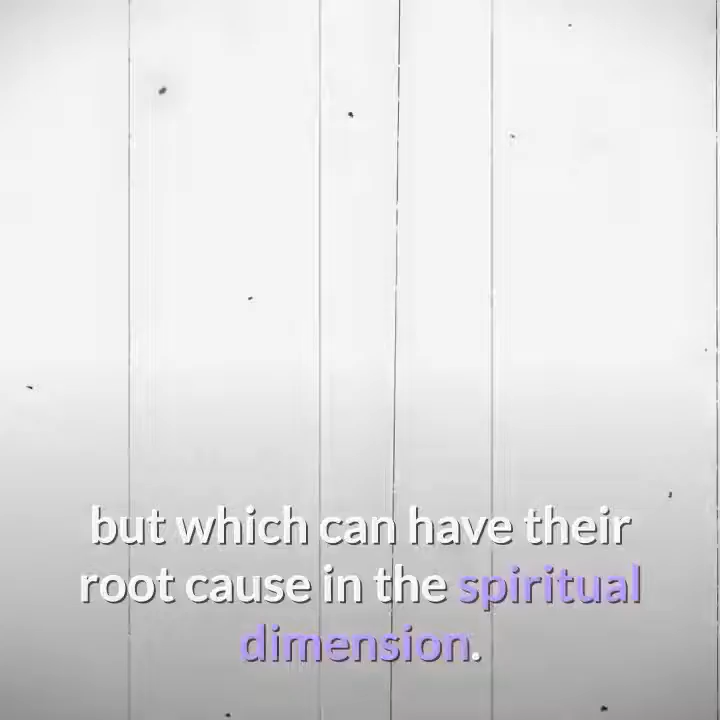 but which can have their
root cause in the spiritual
dimension.